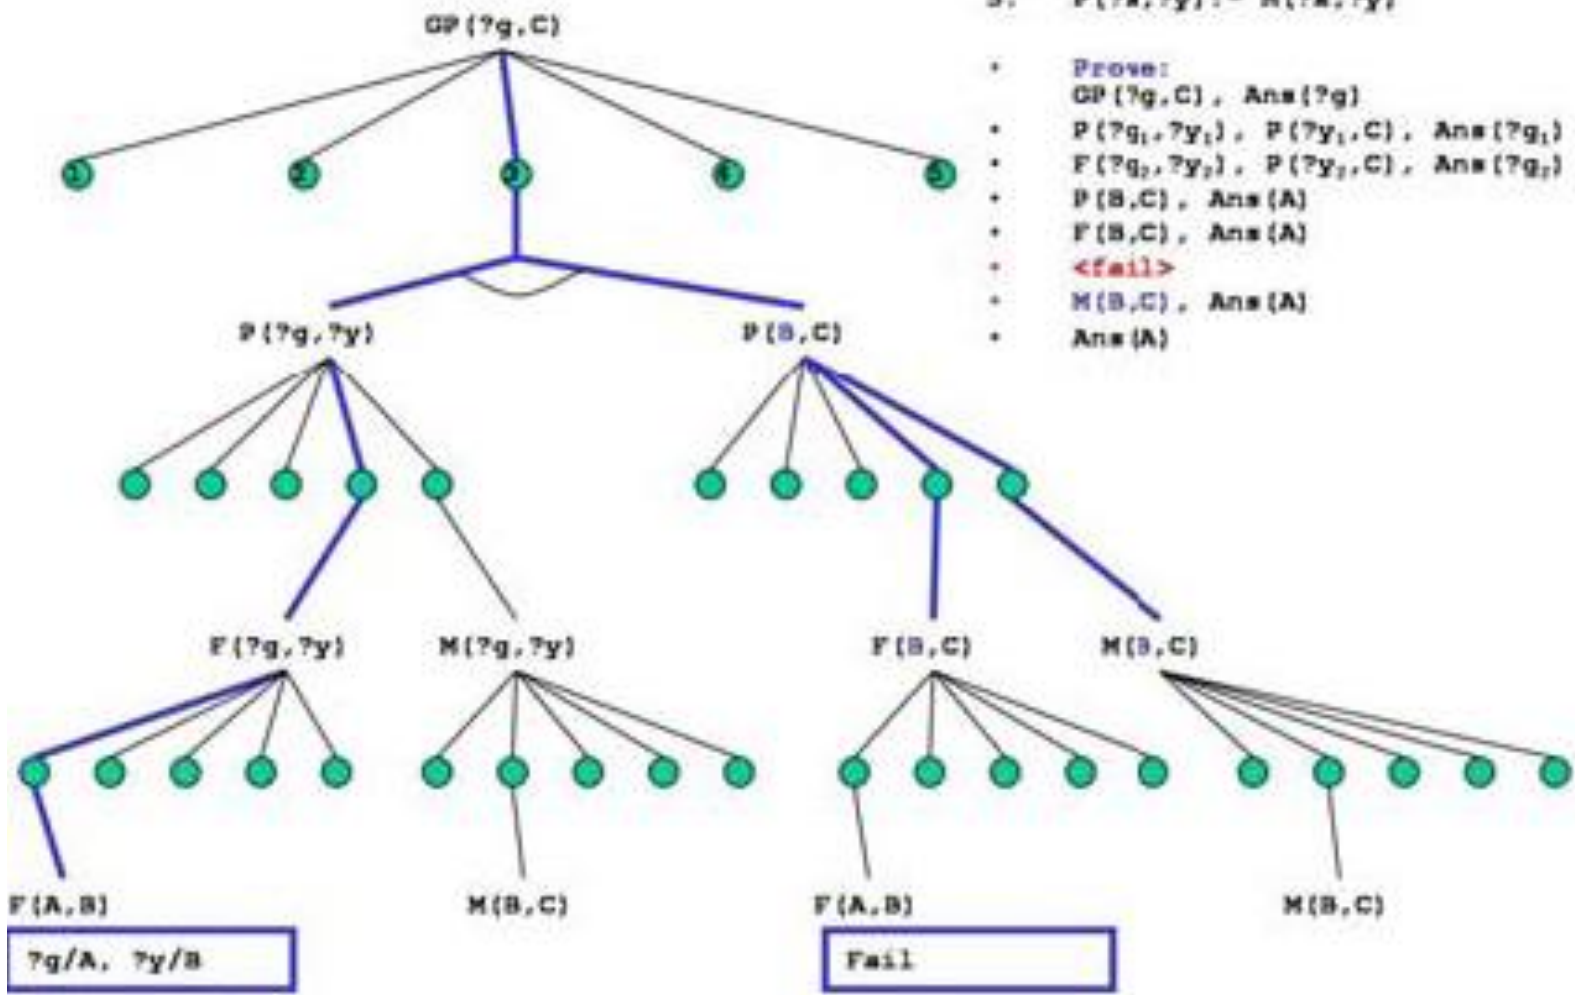 GP(?g,C)
5. P(?x,?y):- M(?x,?y)
• Prove:
GP(?g,C), Ans(?g)
• P(?g₁,?y₁), P(?y₁,C), Ans(?g₁)
• F(?g₂,?y₂), P(?y₂,C), Ans(?g₂)
• P(B,C), Ans(A)
• F(B,C), Ans(A)
• <fail>
• M(B,C), Ans(A)
• Ans(A)
1 2 3 4 5
P(?g,?y) P(B,C)
F(?g,?y) M(?g,?y) F(B,C) M(B,C)
F(A,B) M(B,C) F(A,B) M(B,C)
?g/A, ?y/B Fail